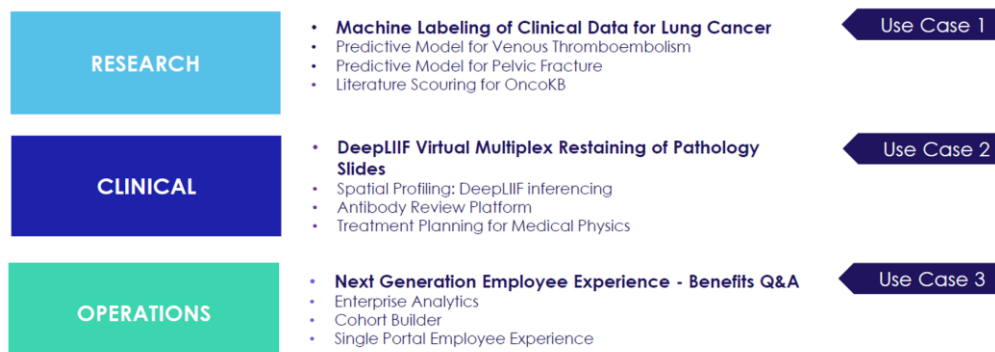 RESEARCH
• Machine Labeling of Clinical Data for Lung Cancer
• Predictive Model for Venous Thromboembolism
• Predictive Model for Pelvic Fracture
• Literature Scouring for OncoKB
Use Case 1
CLINICAL
• DeepLIIF Virtual Multiplex Restaining of Pathology
Slides
• Spatial Profiling: DeepLIIF inferencing
• Antibody Review Platform
• Treatment Planning for Medical Physics
Use Case 2
OPERATIONS
• Next Generation Employee Experience - Benefits Q&A
• Enterprise Analytics
• Cohort Builder
• Single Portal Employee Experience
Use Case 3